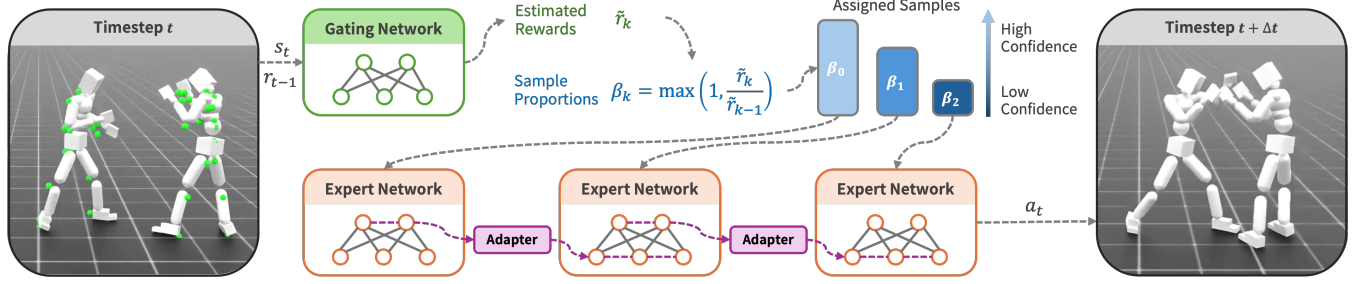 Timestep t
s_t
r_{t-1}
Gating Network
Estimated
Rewards
r̃_k
Sample
Proportions
β_k = max(1, r̃_k / r̃_{k-1})
Assigned Samples
β_0
β_1
β_2
High
Confidence
Low
Confidence
Expert Network
Adapter
Expert Network
Adapter
Expert Network
a_t
Timestep t + Δt